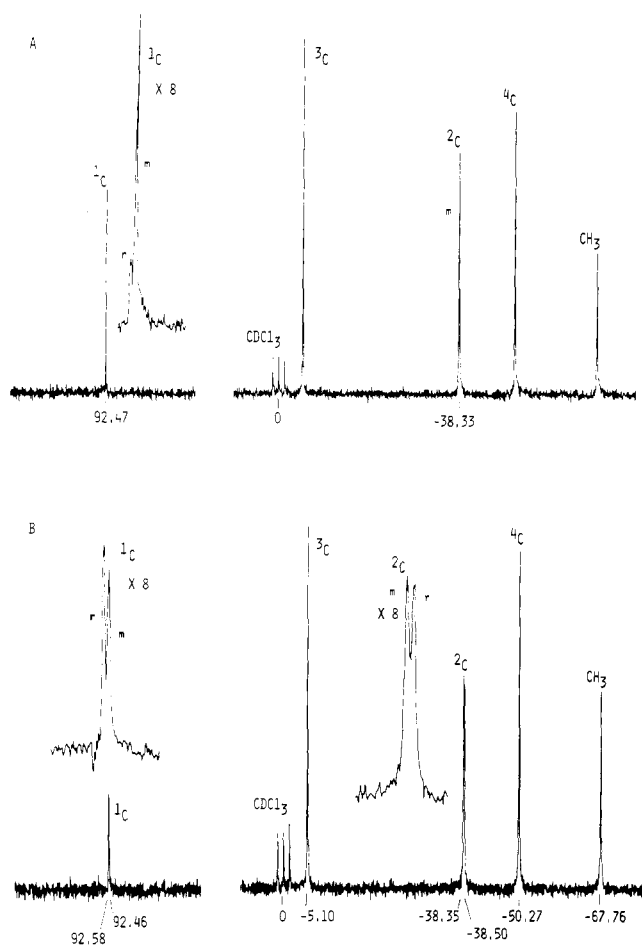 A
1C
X 8
m
r
1C
3C
2C
m
4C
CH3
CDCl3
92.47
0
-38.33
B
1C
X 8
r
m
1C
3C
2C
m
X 8
r
2C
4C
CH3
CDCl3
92.46
92.58
0
-5.10
-38.35
-38.50
-50.27
-67.76